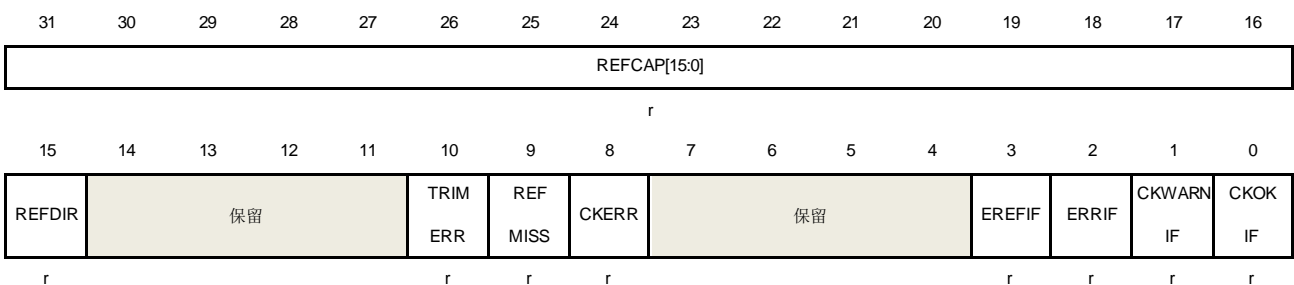 31 30 29 28 27 26 25 24 23 22 21 20 19 18 17 16
REFCAP[15:0]
r
15 14 13 12 11 10 9 8 7 6 5 4 3 2 1 0
REFDIR 保留 TRIM ERR REF MISS CKERR 保留 EREFIF ERRIF CKWARN IF CKOK IF
r r r r r r r r